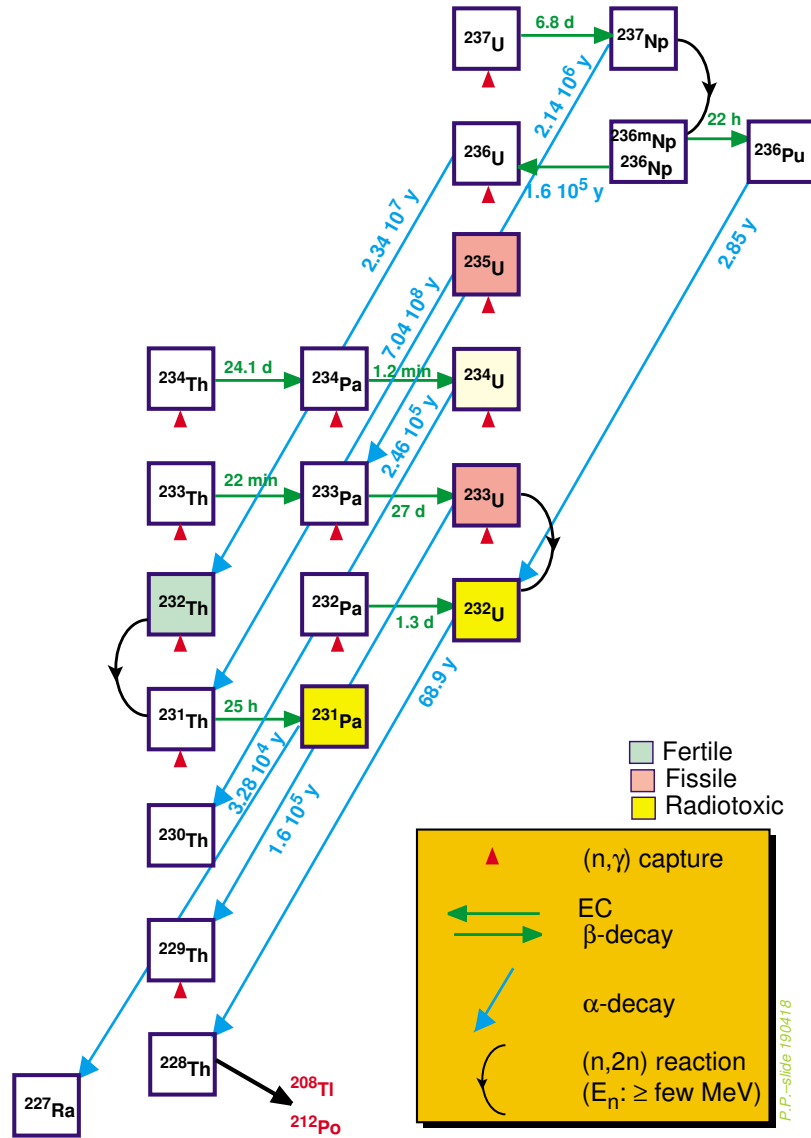 237U 6.8 d 237Np
2.14 10^6
236U 236mNp 22 h 236Pu
236Np
1.6 10^5 y
2.34 10^7 y
2.85 y
235U
7.04 10^8 y
234Th 24.1 d 234Pa 1.2 min 234U
2.46 10^5 y
233Th 22 min 233Pa 27 d 233U
232Th 232Pa 1.3 d 232U
68.9 y
231Th 25 h 231Pa
3.28 10^4 y
1.6 10^5 y
230Th
229Th
228Th
227Ra
208Tl
212Po
Fertile
Fissile
Radiotoxic
(n,γ) capture
EC
β-decay
α-decay
(n,2n) reaction
(E_n: ≥ few MeV)
P.P.–slide 190418